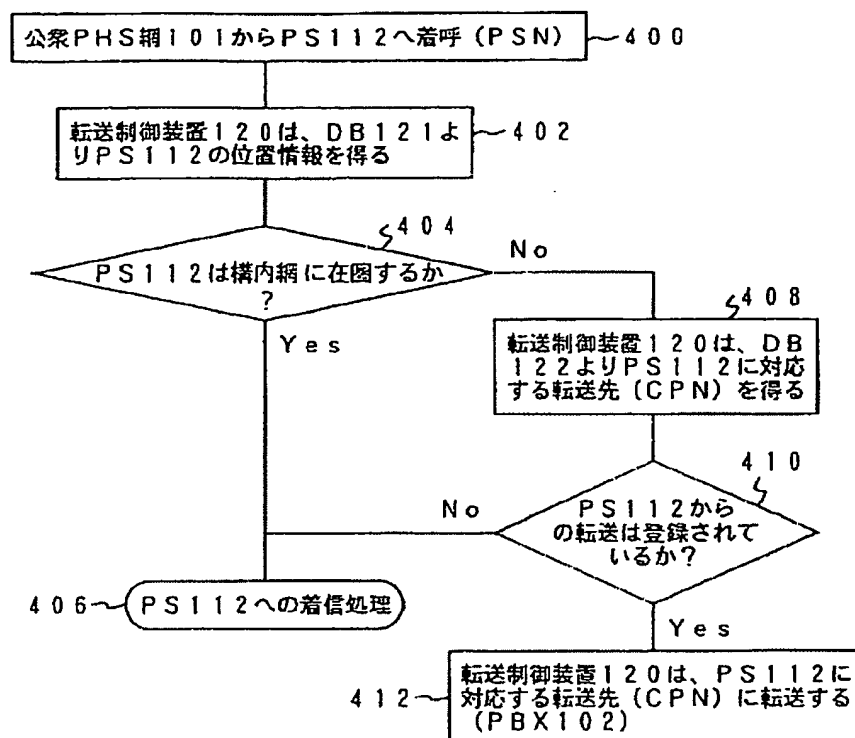 公衆PHS網101からPS112へ着呼(PSN)
400
転送制御装置120は、DB121よ
りPS112の位置情報を得る
402
404
PS112は構内網に在圏するか
?
No
Yes
408
転送制御装置120は、DB
122よりPS112に対応
する転送先(CPN)を得る
410
PS112から
の転送は登録されて
いるか?
No
406
PS112への着信処理
Yes
412
転送制御装置120は、PS112に
対応する転送先(CPN)に転送する
(PBX102)